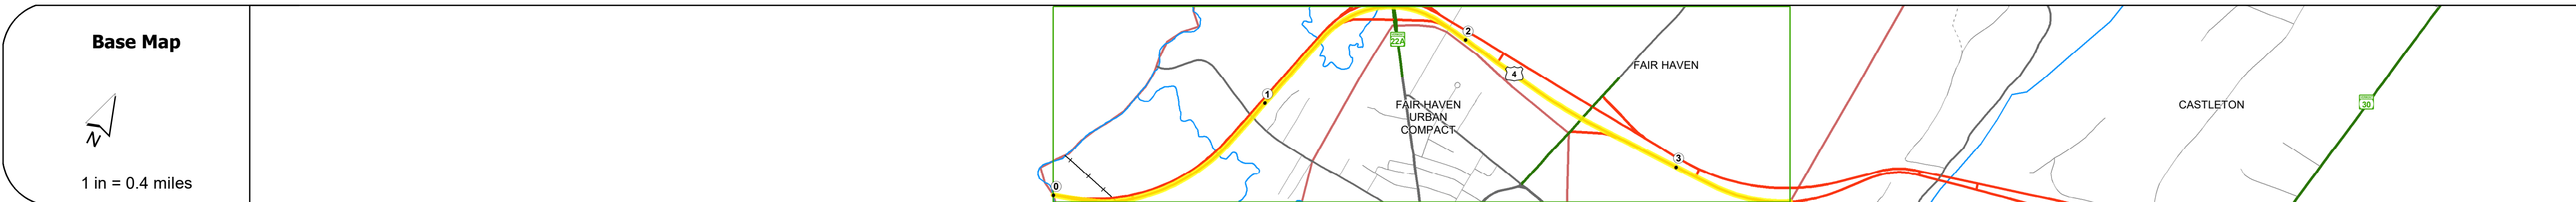 Base Map
N
1 in = 0.4 miles
0
1
22A
2
4
FAIR HAVEN
FAIR HAVEN
URBAN
COMPACT
3
CASTLETON
30